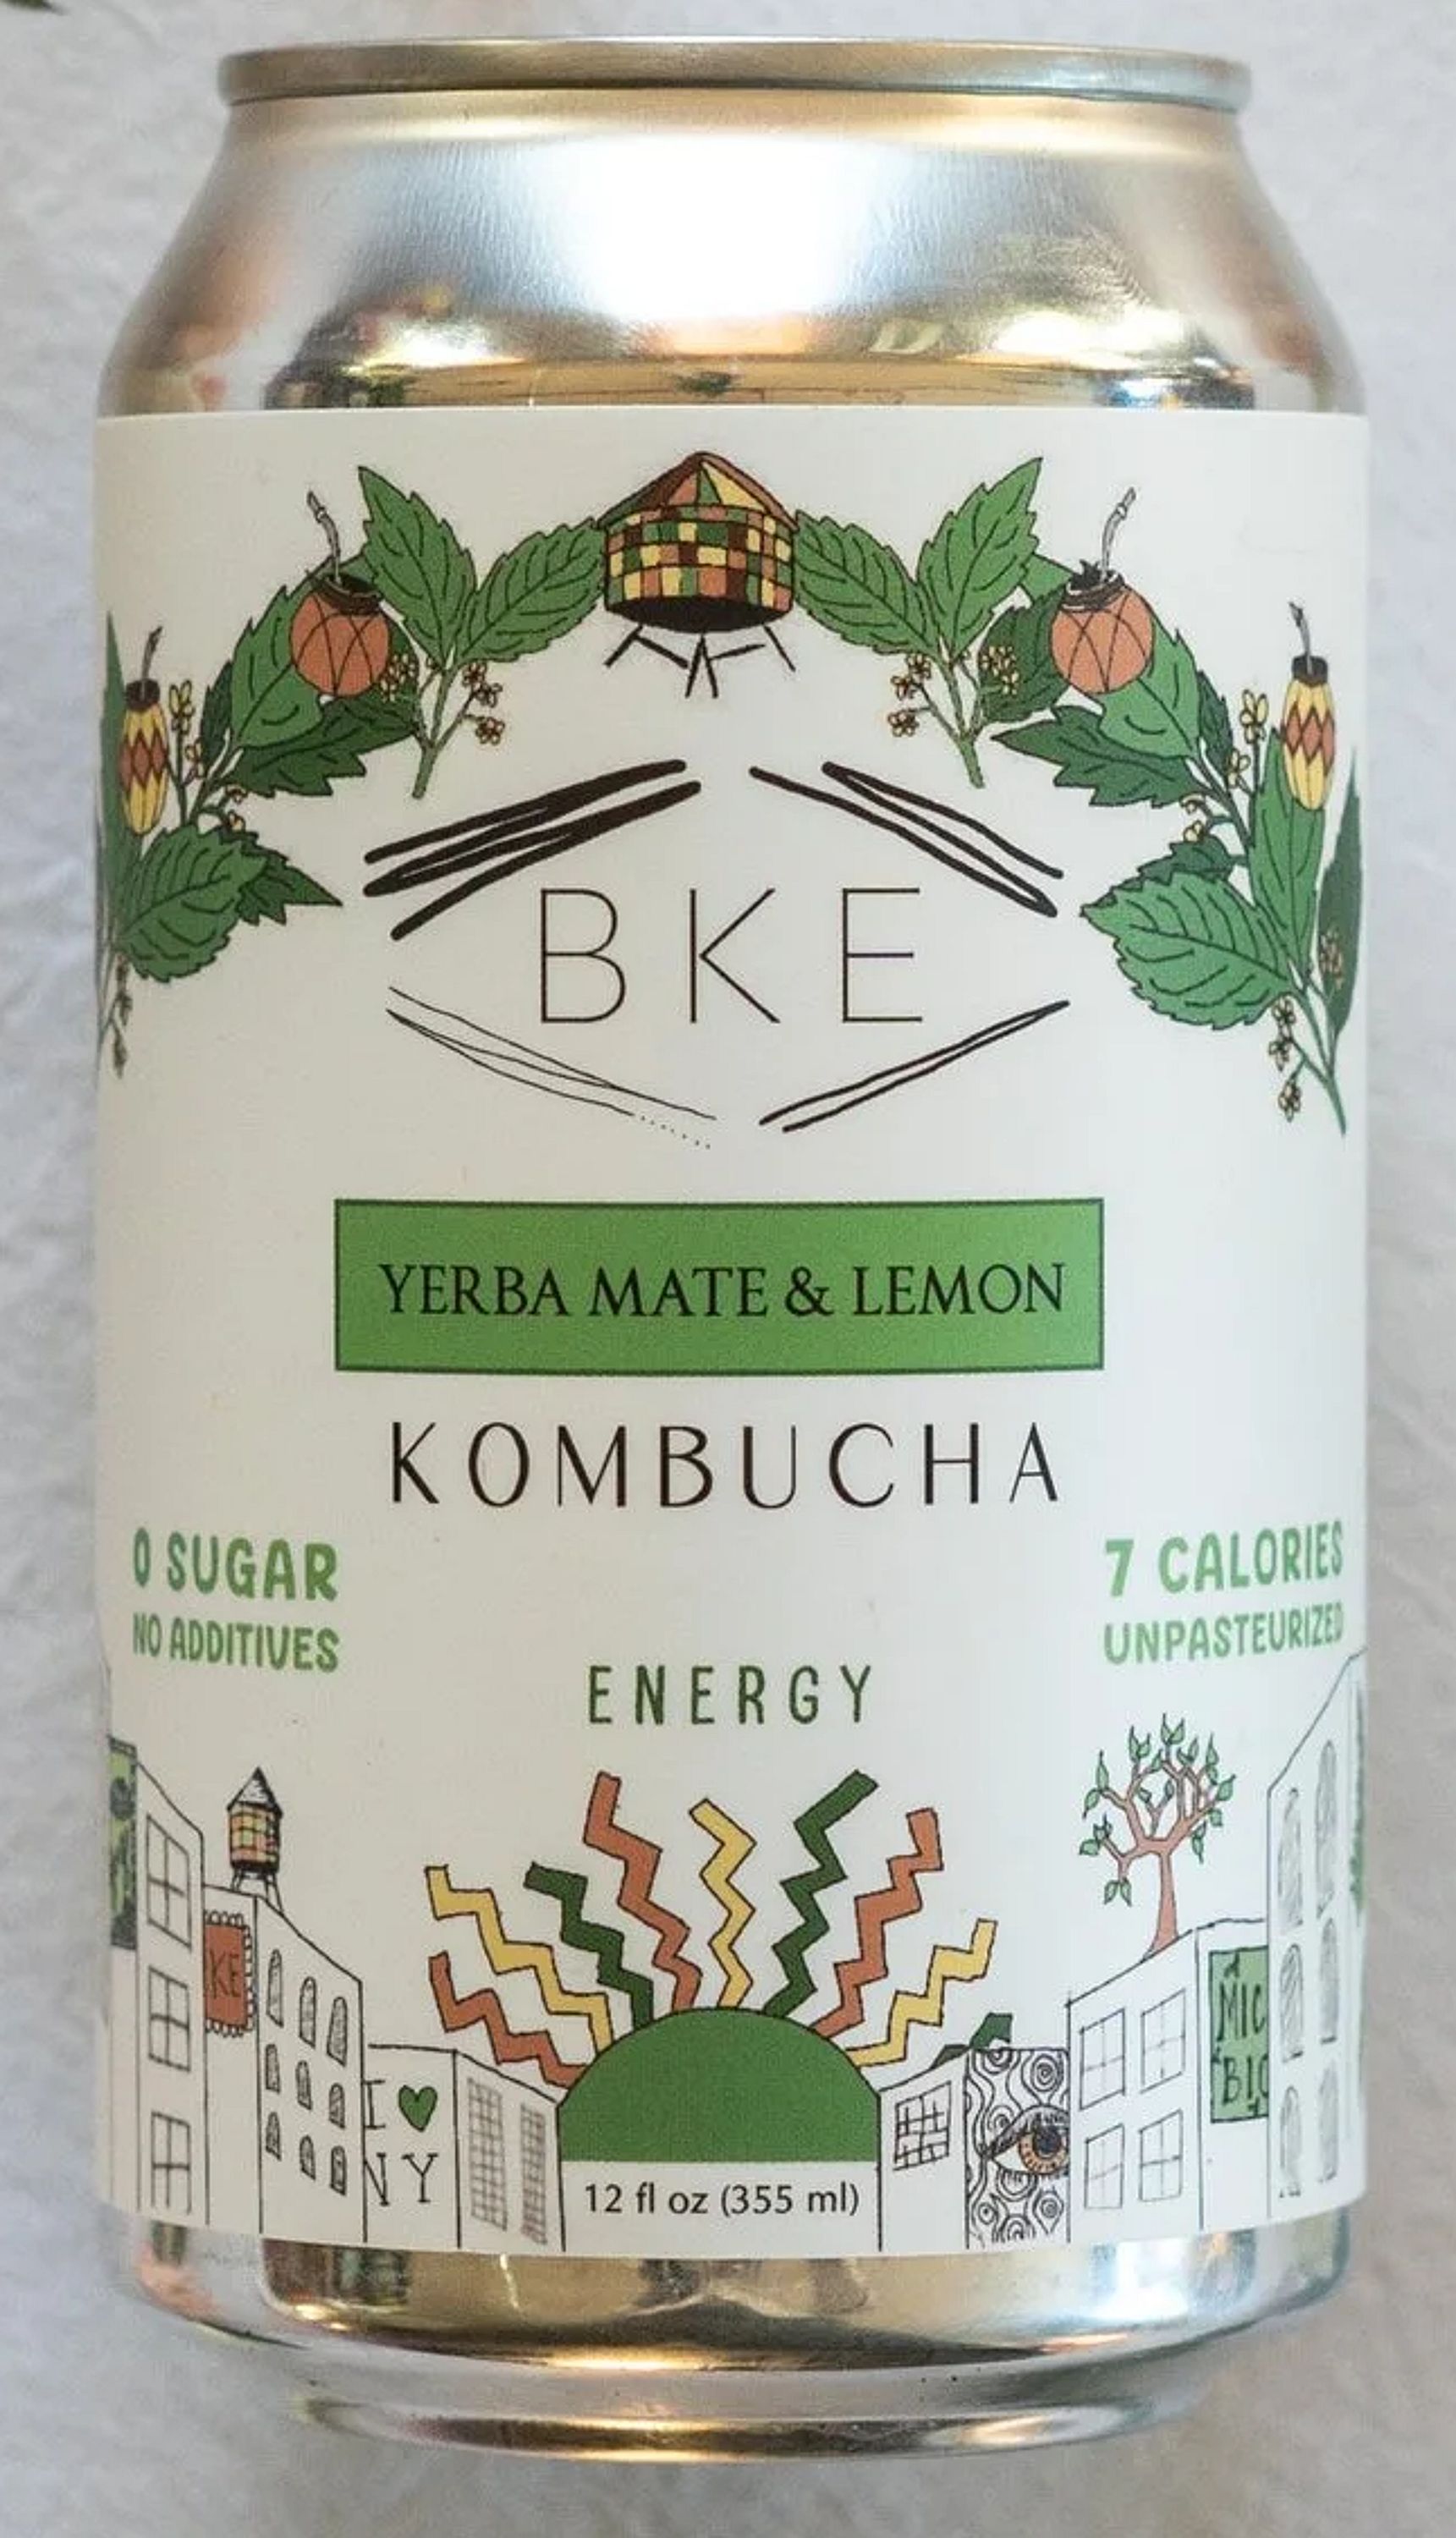 BKE
YERBA MATE & LEMON
KOMBUCHA
0 SUGAR
NO ADDITIVES
7 CALORIES
UNPASTEURIZED
ENERGY
KE
I ♥
NY
12 fl oz (355 ml)